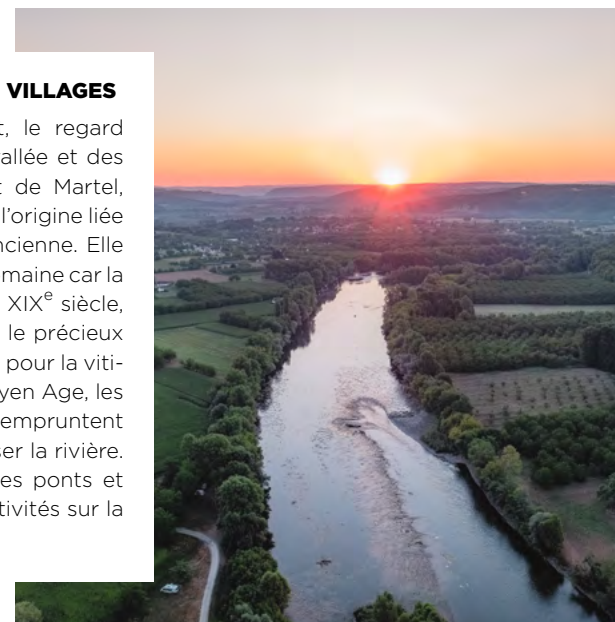 VILLAGES
, le regard
allée et des
de Martel,
l'origine liée
ncienne. Elle
maine car la
XIXe siècle,
le précieux
pour la viti-
yen Age, les
empruntent
ser la rivière.
es ponts et
tivités sur la